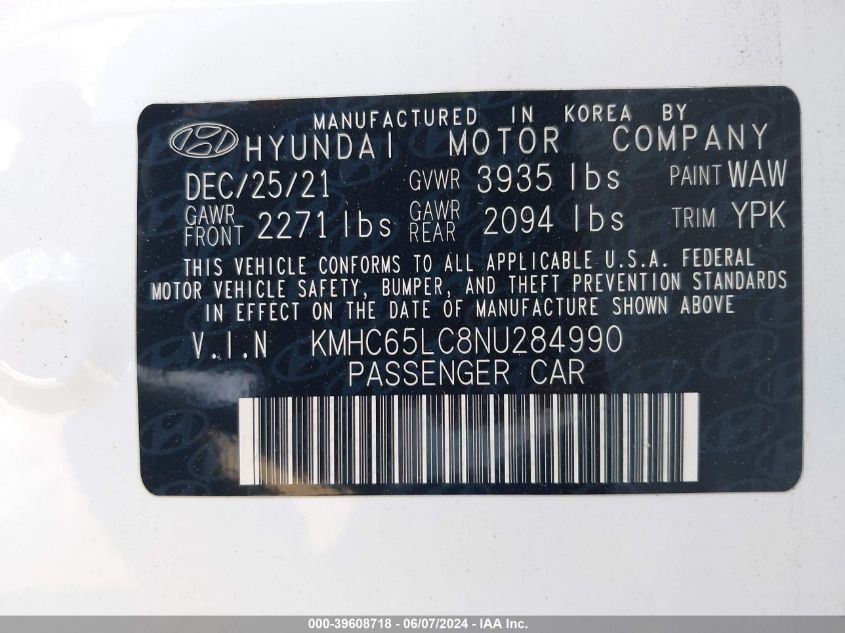 MANUFACTURED IN KOREA BY
HYUNDAI MOTOR COMPANY
DEC/25/21 GVWR 3935 lbs PAINT WAW
GAWR FRONT 2271 lbs GAWR REAR 2094 lbs TRIM YPK
THIS VEHICLE CONFORMS TO ALL APPLICABLE U.S.A. FEDERAL
MOTOR VEHICLE SAFETY, BUMPER, AND THEFT PREVENTION STANDARDS
IN EFFECT ON THE DATE OF MANUFACTURE SHOWN ABOVE
V.I.N KMHC65LC8NU284990
PASSENGER CAR
000-39608718 - 06/07/2024 - IAA Inc.